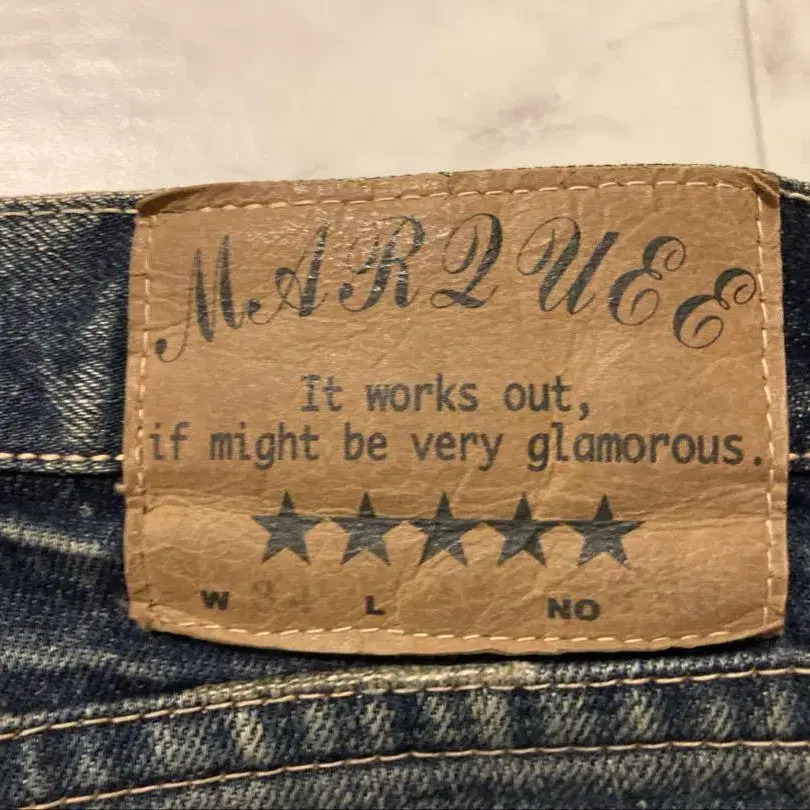 MARQUEE
It works out,
if might be very glamorous.
W L NO